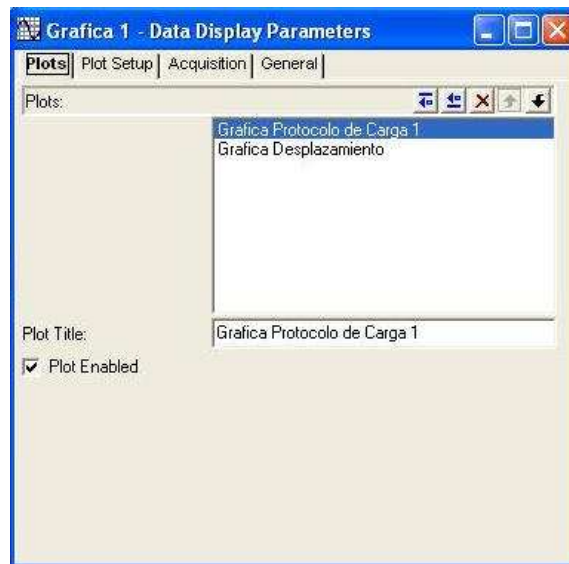 Grafica 1 - Data Display Parameters
Plots Plot Setup Acquisition General
Plots:
Grafica Protocolo de Carga 1
Grafica Desplazamiento
Plot Title: Grafica Protocolo de Carga 1
Plot Enabled